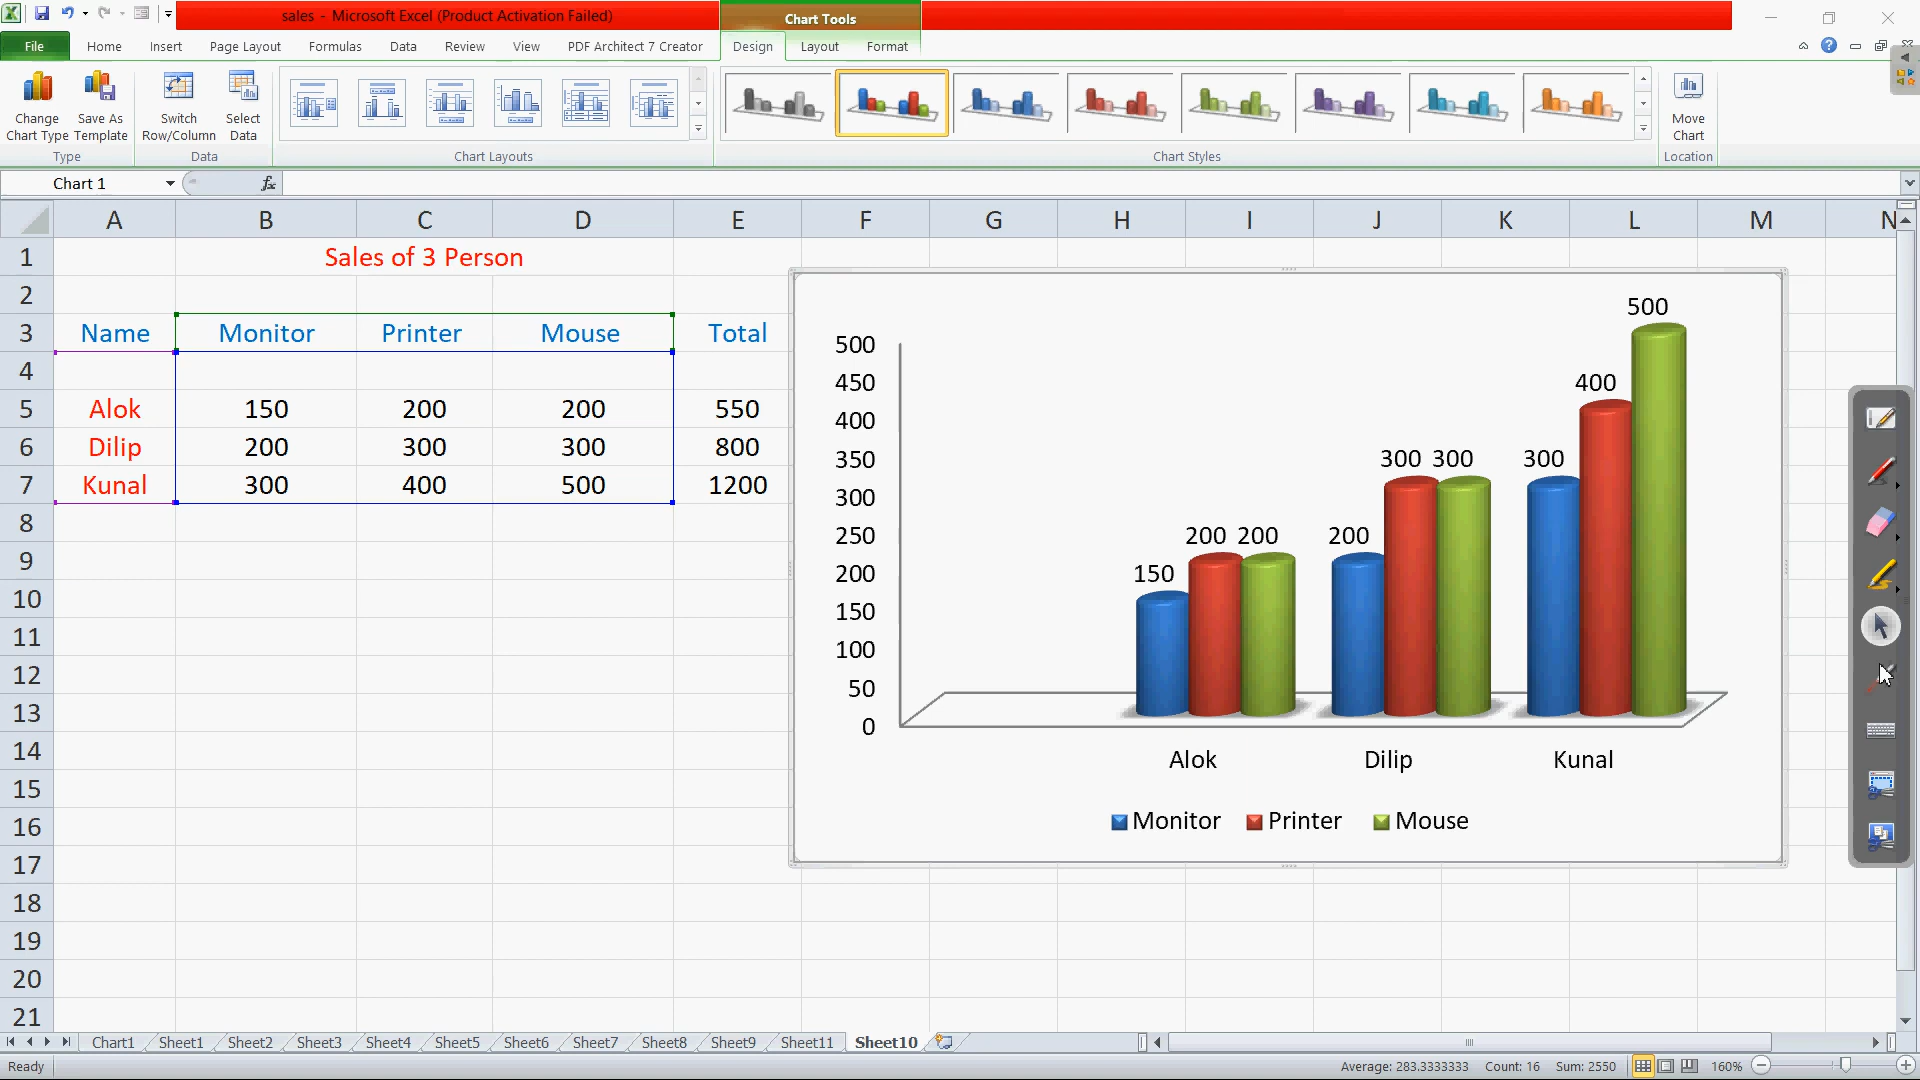 sales - Microsoft Excel (Product Activation Failed)
Chart Tools
File Home Insert Page Layout Formulas Data Review View PDF Architect 7 Creator Design Layout Format
Change Chart Type
Save As Template
Switch Row/Column
Select Data
Move Chart
Type Data Chart Layouts Chart Styles Location
Chart 1 fx
A B C D E F G H I J K L M N
1 Sales of 3 Person
2
3 Name Monitor Printer Mouse Total
4
5 Alok 150 200 200 550
6 Dilip 200 300 300 800
7 Kunal 300 400 500 1200
8
9
10
11
12
13
14
15
16
17
18
19
20
21
500
450
400
350
300
250
200
150
100
50
0
150 200 200
200 300 300
300 400 500
Alok Dilip Kunal
Monitor Printer Mouse
Chart1 Sheet1 Sheet2 Sheet3 Sheet4 Sheet5 Sheet6 Sheet7 Sheet8 Sheet9 Sheet11 Sheet10
Ready Average: 283.3333333 Count: 16 Sum: 2550 160%